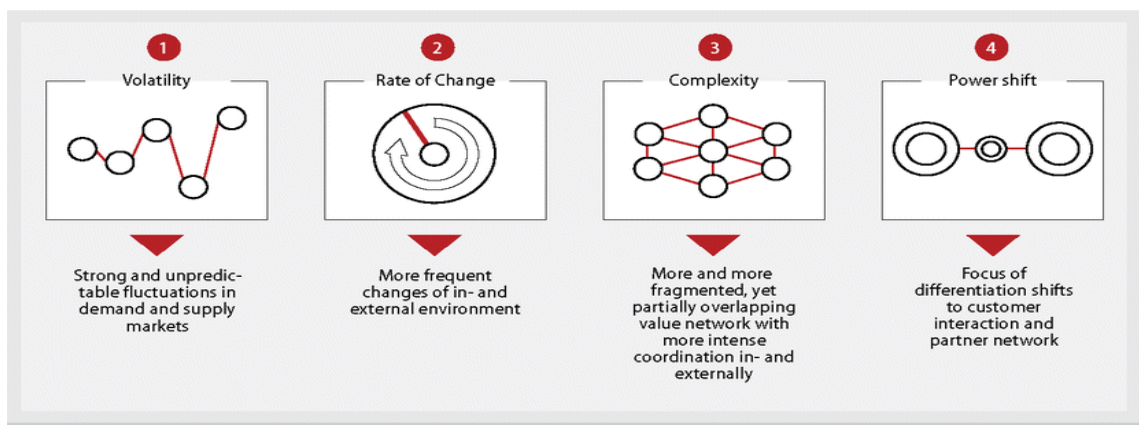 1
Volatility
Strong and unpredic-
table fluctuations in
demand and supply
markets
2
Rate of Change
More frequent
changes of in- and
external environment
3
Complexity
More and more
fragmented, yet
partially overlapping
value network with
more intense
coordination in- and
externally
4
Power shift
Focus of
differentiation shifts
to customer
interaction and
partner network